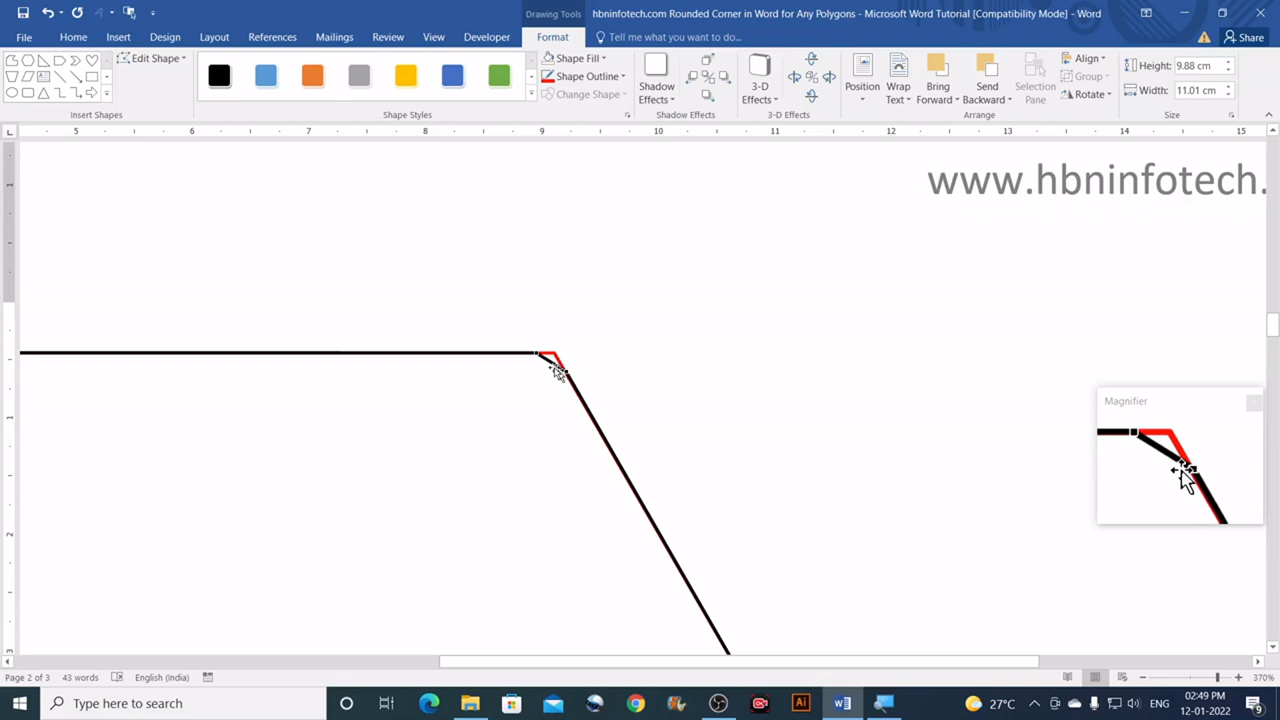 Drawing Tools
hbninfotech.com Rounded Corner in Word for Any Polygons - Microsoft Word Tutorial [Compatibility Mode] - Word
File Home Insert Design Layout References Mailings Review View Developer Format Tell me what you want to do... Share
Edit Shape
Insert Shapes
Shape Styles
Shape Fill
Shape Outline
Change Shape
Shadow Effects
Shadow Effects
3-D Effects
3-D Effects
Position
Wrap Text
Bring Forward
Send Backward
Selection Pane
Align
Group
Rotate
Arrange
Height: 9.88 cm
Width: 11.01 cm
Size
5 6 7 8 9 10 11 12 13 14 15
1
1
2
3
www.hbninfotech.
Magnifier
Page 2 of 3 43 words English (India) 370%
Type here to search
27°C
02:49 PM
12-01-2022